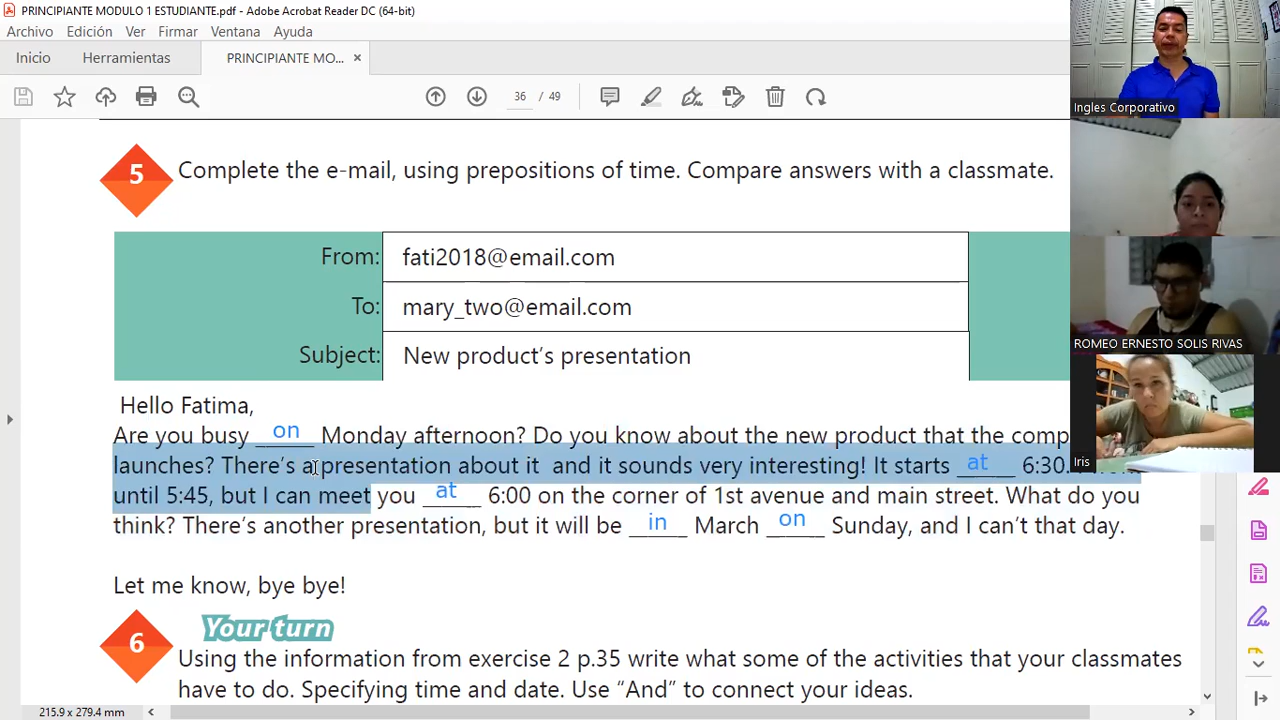 PRINCIPIANTE MODULO 1 ESTUDIANTE.pdf - Adobe Acrobat Reader DC (64-bit)
Archivo Edición Ver Firmar Ventana Ayuda
Inicio Herramientas PRINCIPIANTE MO... ×
36 / 49
Ingles Corporativo
5 Complete the e-mail, using prepositions of time. Compare answers with a classmate.
From: fati2018@email.com
To: mary_two@email.com
Subject: New product's presentation
ROMEO ERNESTO SOLIS RIVAS
Iris
Hello Fatima,
Are you busy on Monday afternoon? Do you know about the new product that the comp
launches? There's a presentation about it and it sounds very interesting! It starts at 6:30.
until 5:45, but I can meet you at 6:00 on the corner of 1st avenue and main street. What do you
think? There's another presentation, but it will be in March on Sunday, and I can't that day.
Let me know, bye bye!
6 Your turn
Using the information from exercise 2 p.35 write what some of the activities that your classmates
have to do. Specifying time and date. Use "And" to connect your ideas.
215.9 x 279.4 mm